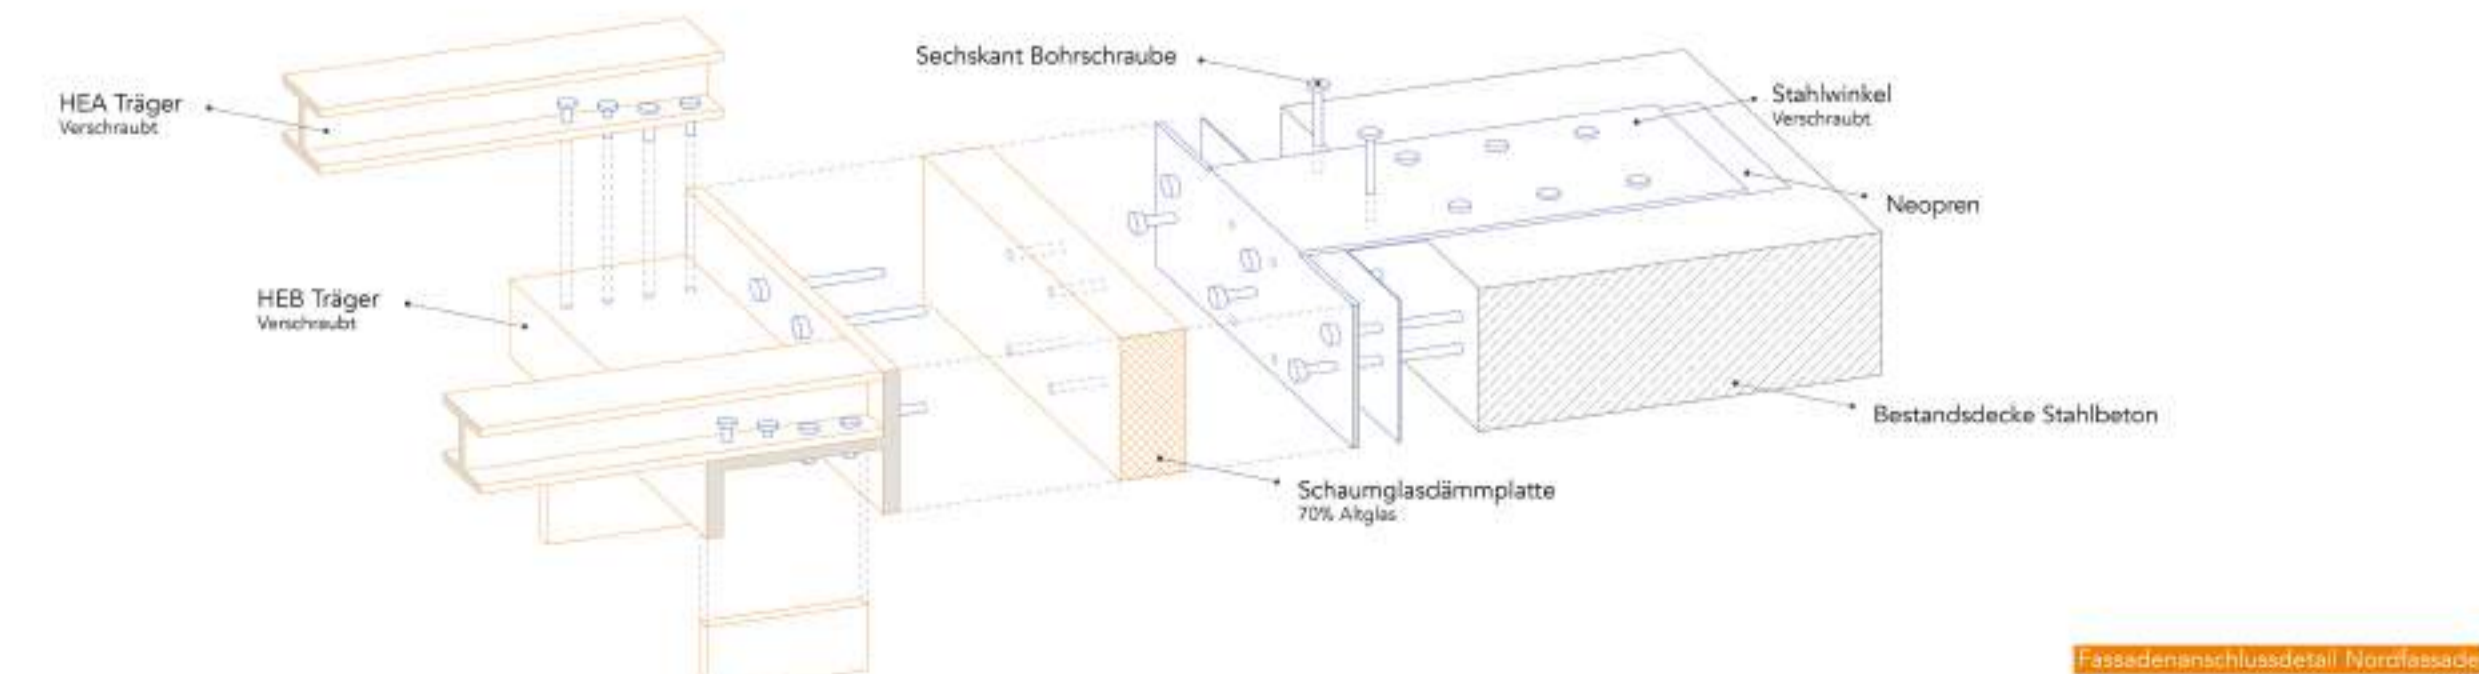 Sechskant Bohrschraube
HEA Träger
Verschraubt
Stahlwinkel
Verschraubt
Neopren
HEB Träger
Verschraubt
Bestandsdecke Stahlbeton
Schaumglasdämmplatte
70% Altglas
Fassadenanschlussdetail Nordfassade